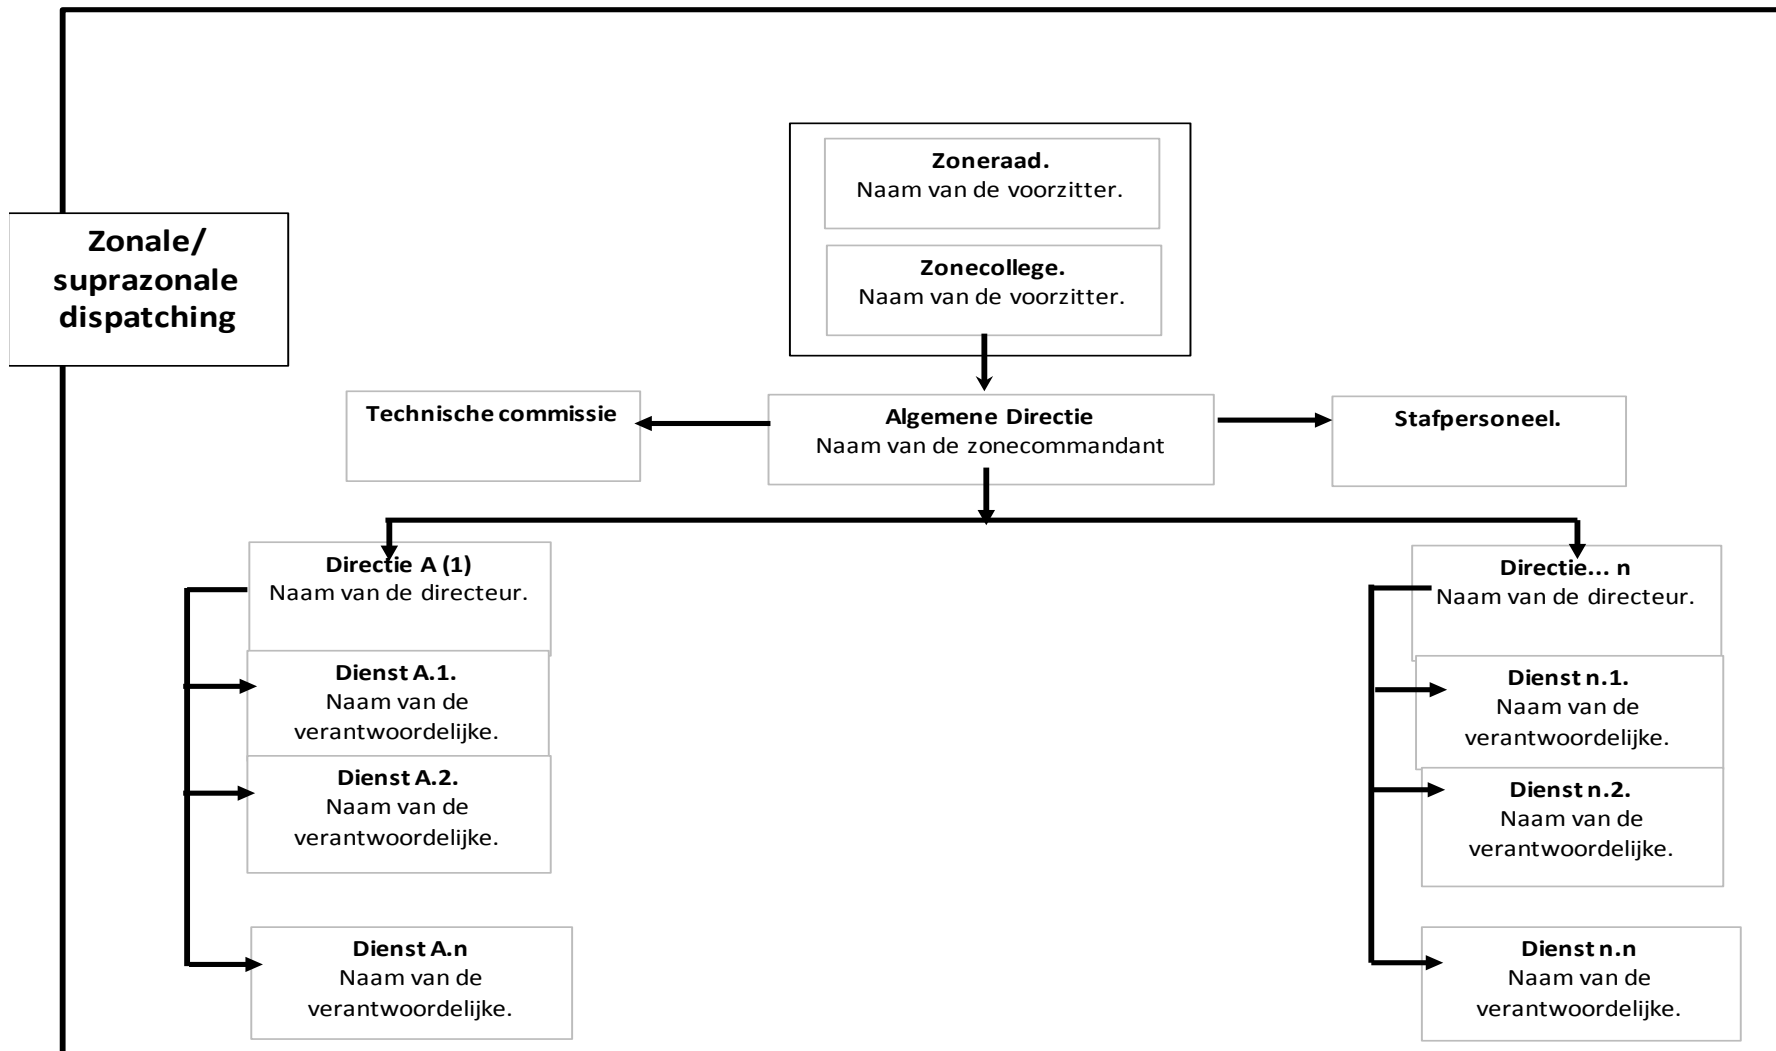 Zoneraad.
Naam van de voorzitter.
Zonale/
suprazonale
dispatching
Zonecollege.
Naam van de voorzitter.
Technische commissie
Algemene Directie
Naam van de zonecommandant
Stafpersoneel.
Directie A (1)
Naam van de directeur.
Dienst A.1.
Naam van de
verantwoordelijke.
Dienst A.2.
Naam van de
verantwoordelijke.
Dienst A.n
Naam van de
verantwoordelijke.
Directie... n
Naam van de directeur.
Dienst n.1.
Naam van de
verantwoordelijke.
Dienst n.2.
Naam van de
verantwoordelijke.
Dienst n.n
Naam van de
verantwoordelijke.